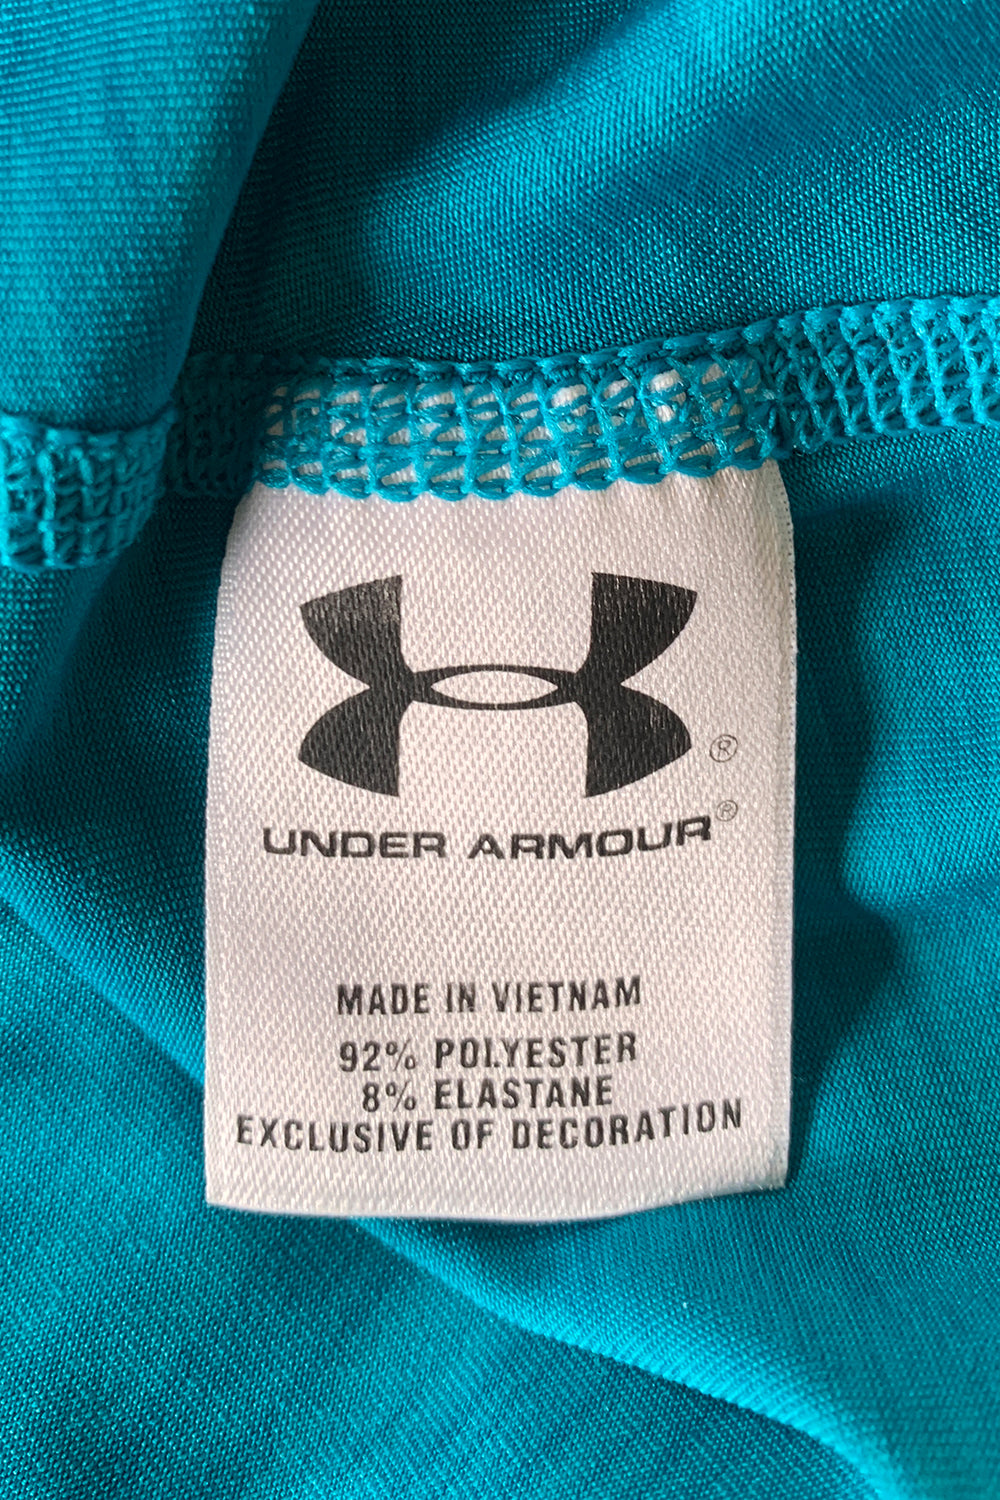 ®
UNDER ARMOUR®
MADE IN VIETNAM
92% POLYESTER
8% ELASTANE
EXCLUSIVE OF DECORATION